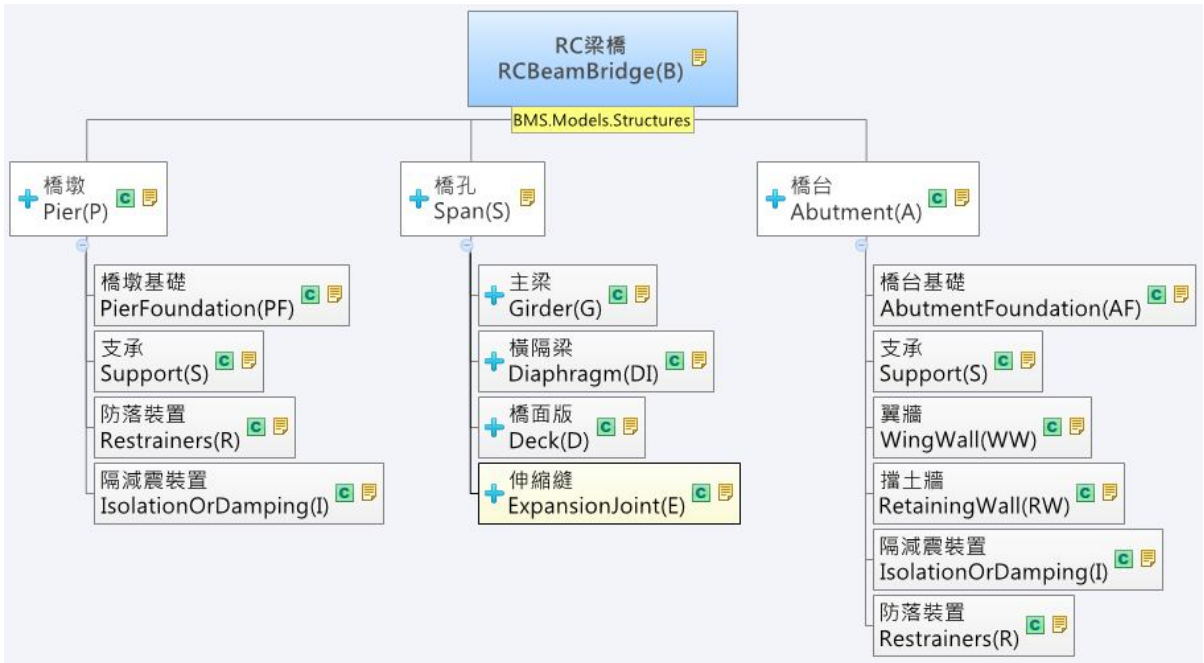 RC梁橋
RCBeamBridge(B)
BMS.Models.Structures
橋墩
Pier(P)
C
橋墩基礎
PierFoundation(PF)
C
支承
Support(S)
C
防落裝置
Restrainers(R)
C
隔減震裝置
IsolationOrDamping(I)
C
橋孔
Span(S)
主梁
Girder(G)
C
橫隔梁
Diaphragm(DI)
C
橋面版
Deck(D)
C
伸縮縫
ExpansionJoint(E)
C
橋台
Abutment(A)
C
橋台基礎
AbutmentFoundation(AF)
C
支承
Support(S)
C
翼牆
WingWall(WW)
C
擋土牆
RetainingWall(RW)
C
隔減震裝置
IsolationOrDamping(I)
C
防落裝置
Restrainers(R)
C